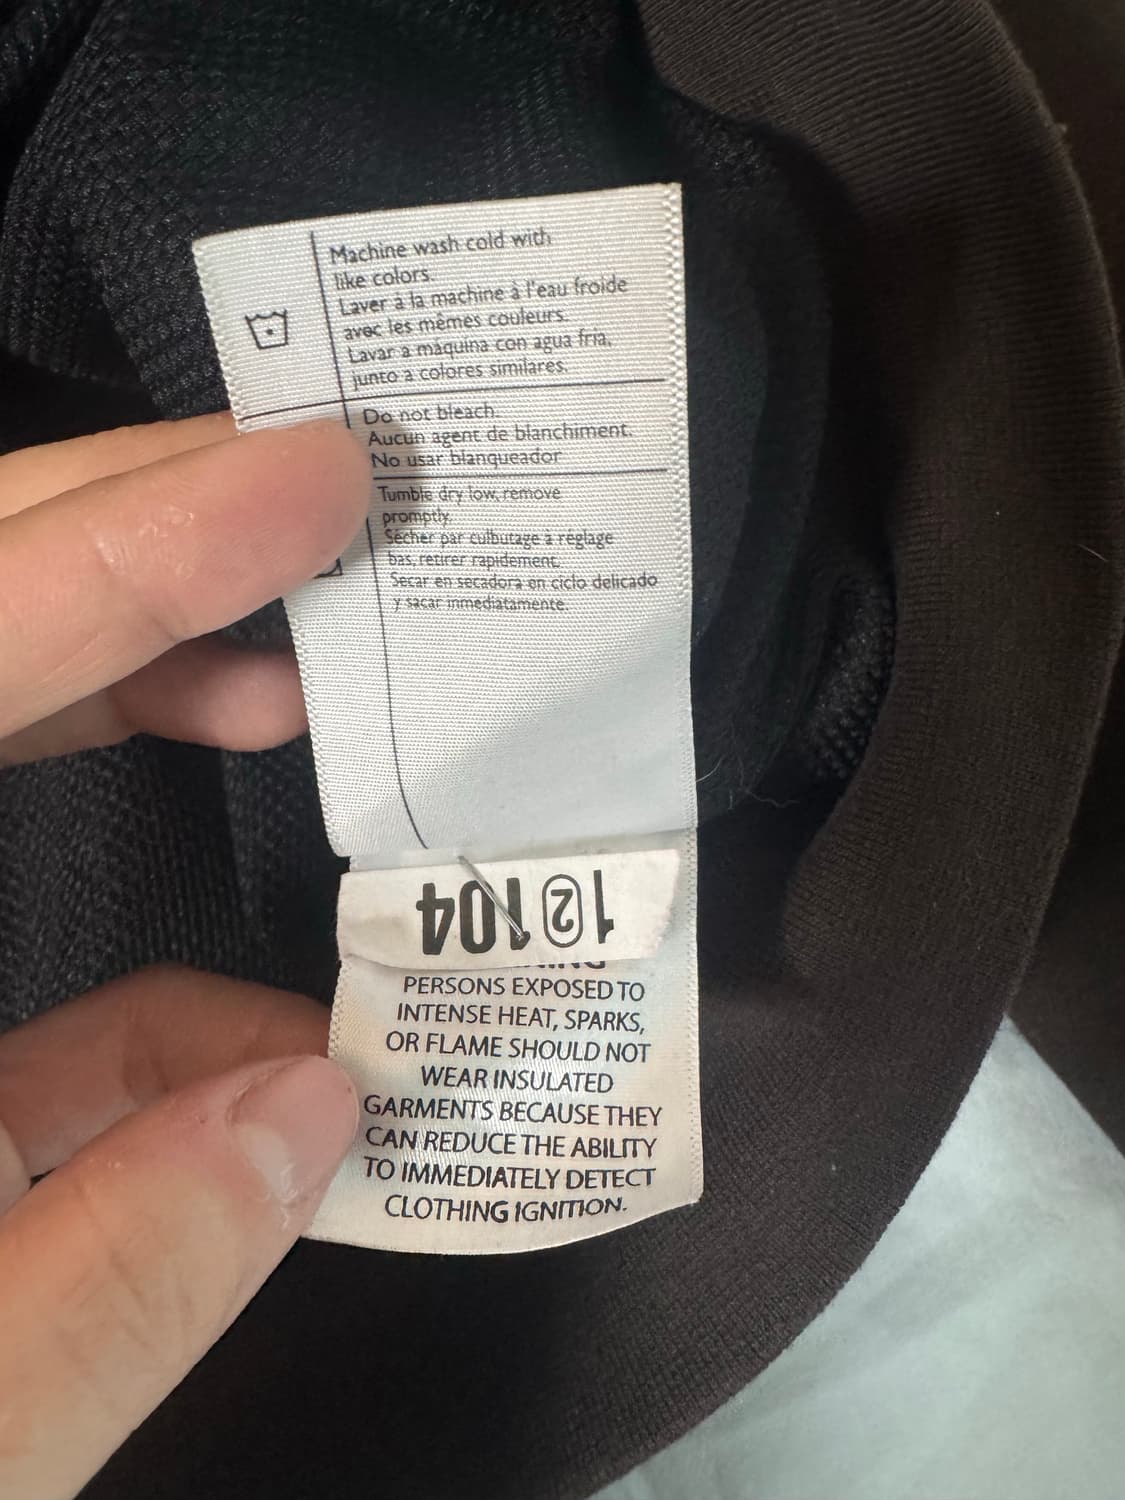 Machine wash cold with
like colors.
Laver à la machine à l'eau froide
avec les mêmes couleurs.
Lavar a máquina con agua fria,
junto a colores similares.
Do not bleach.
Aucun agent de blanchiment.
No usar blanqueador
Tumble dry low, remove
promptly.
Sécher par culbutage à réglage
bas, retirer rapidement.
Secar en secadora en ciclo delicado
y sacar inmediatamente.
1 2 104
PERSONS EXPOSED TO
INTENSE HEAT, SPARKS,
OR FLAME SHOULD NOT
WEAR INSULATED
GARMENTS BECAUSE THEY
CAN REDUCE THE ABILITY
TO IMMEDIATELY DETECT
CLOTHING IGNITION.